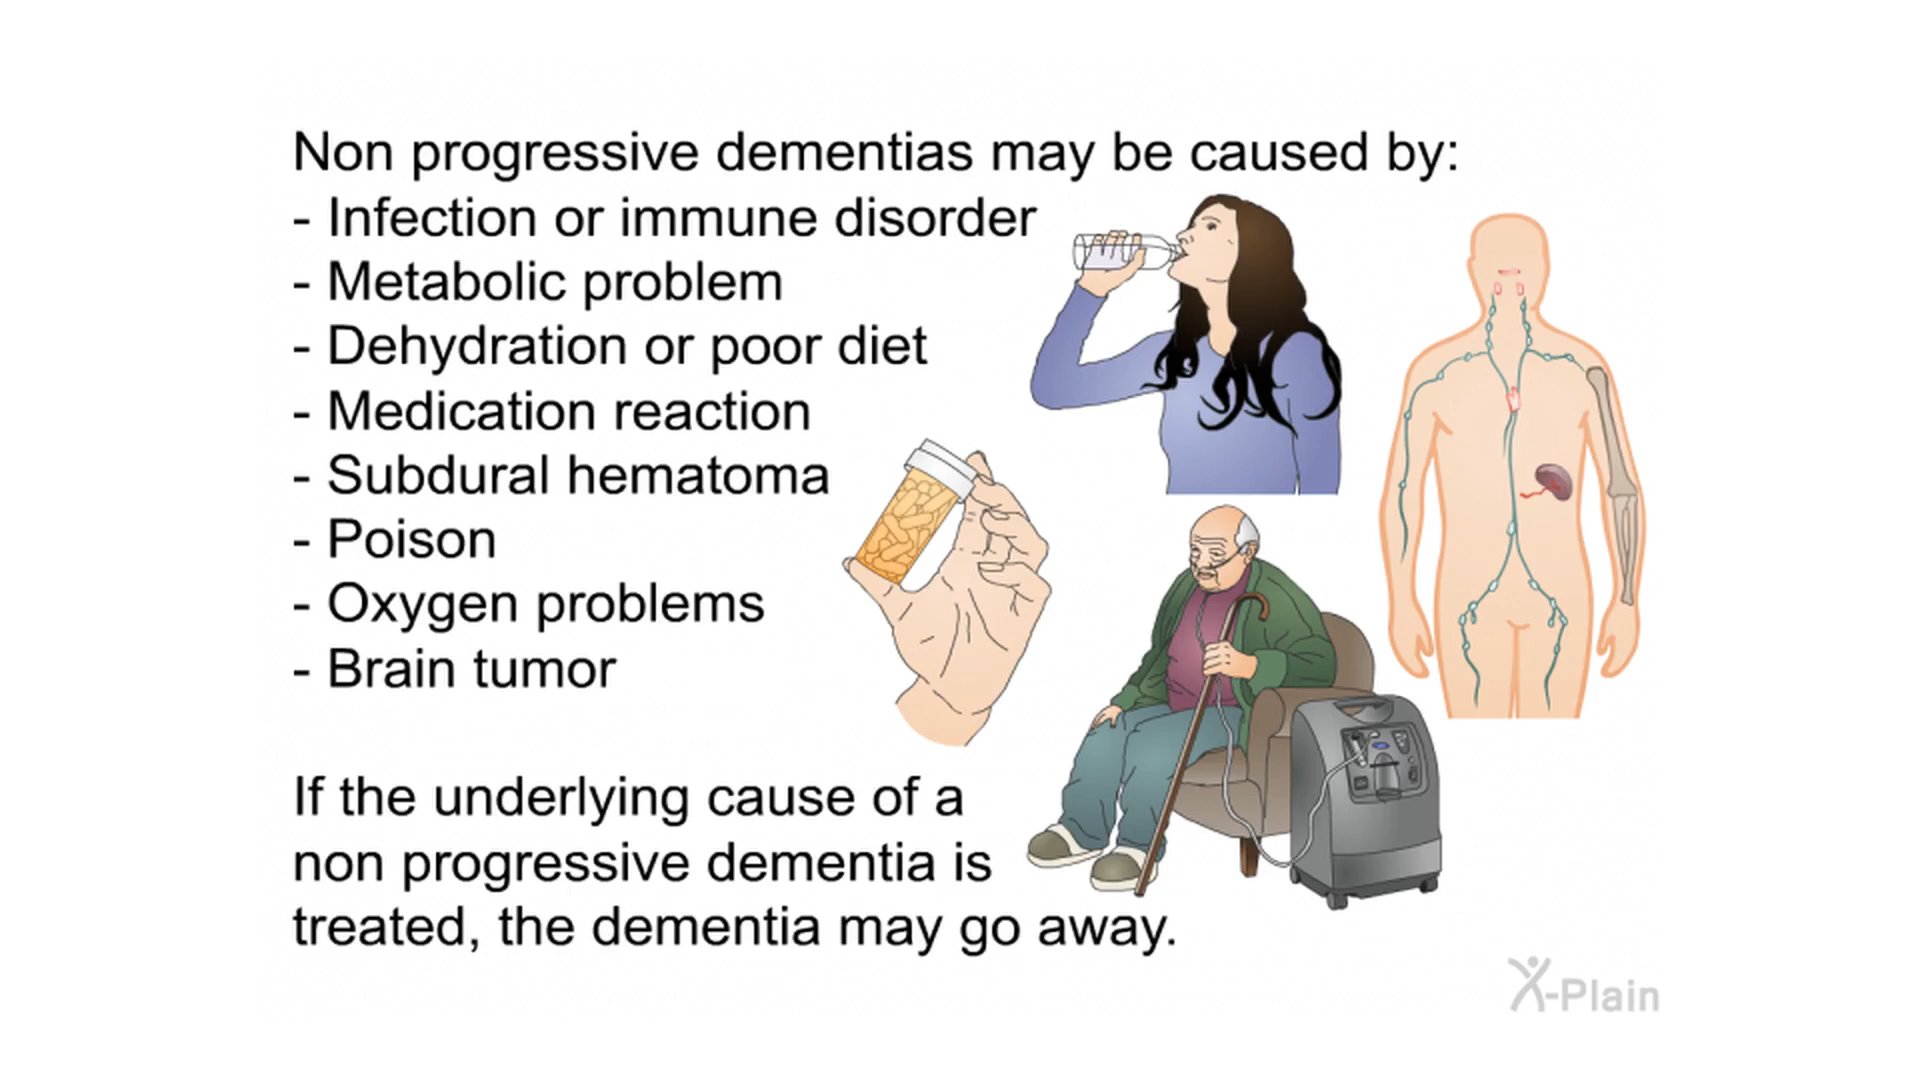 Non progressive dementias may be caused by:
- Infection or immune disorder
- Metabolic problem
- Dehydration or poor diet
- Medication reaction
- Subdural hematoma
- Poison
- Oxygen problems
- Brain tumor
If the underlying cause of a
non progressive dementia is
treated, the dementia may go away.
X-Plain